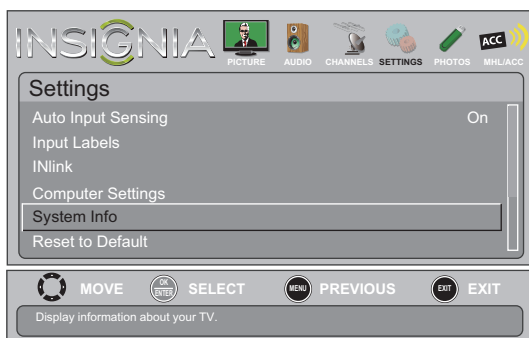 INSIGNIA
PICTURE AUDIO CHANNELS SETTINGS PHOTOS ACC MHL/ACC
Settings
Auto Input Sensing On
Input Labels
INlink
Computer Settings
System Info
Reset to Default
MOVE OK ENTER SELECT MENU PREVIOUS EXIT EXIT
Display information about your TV.